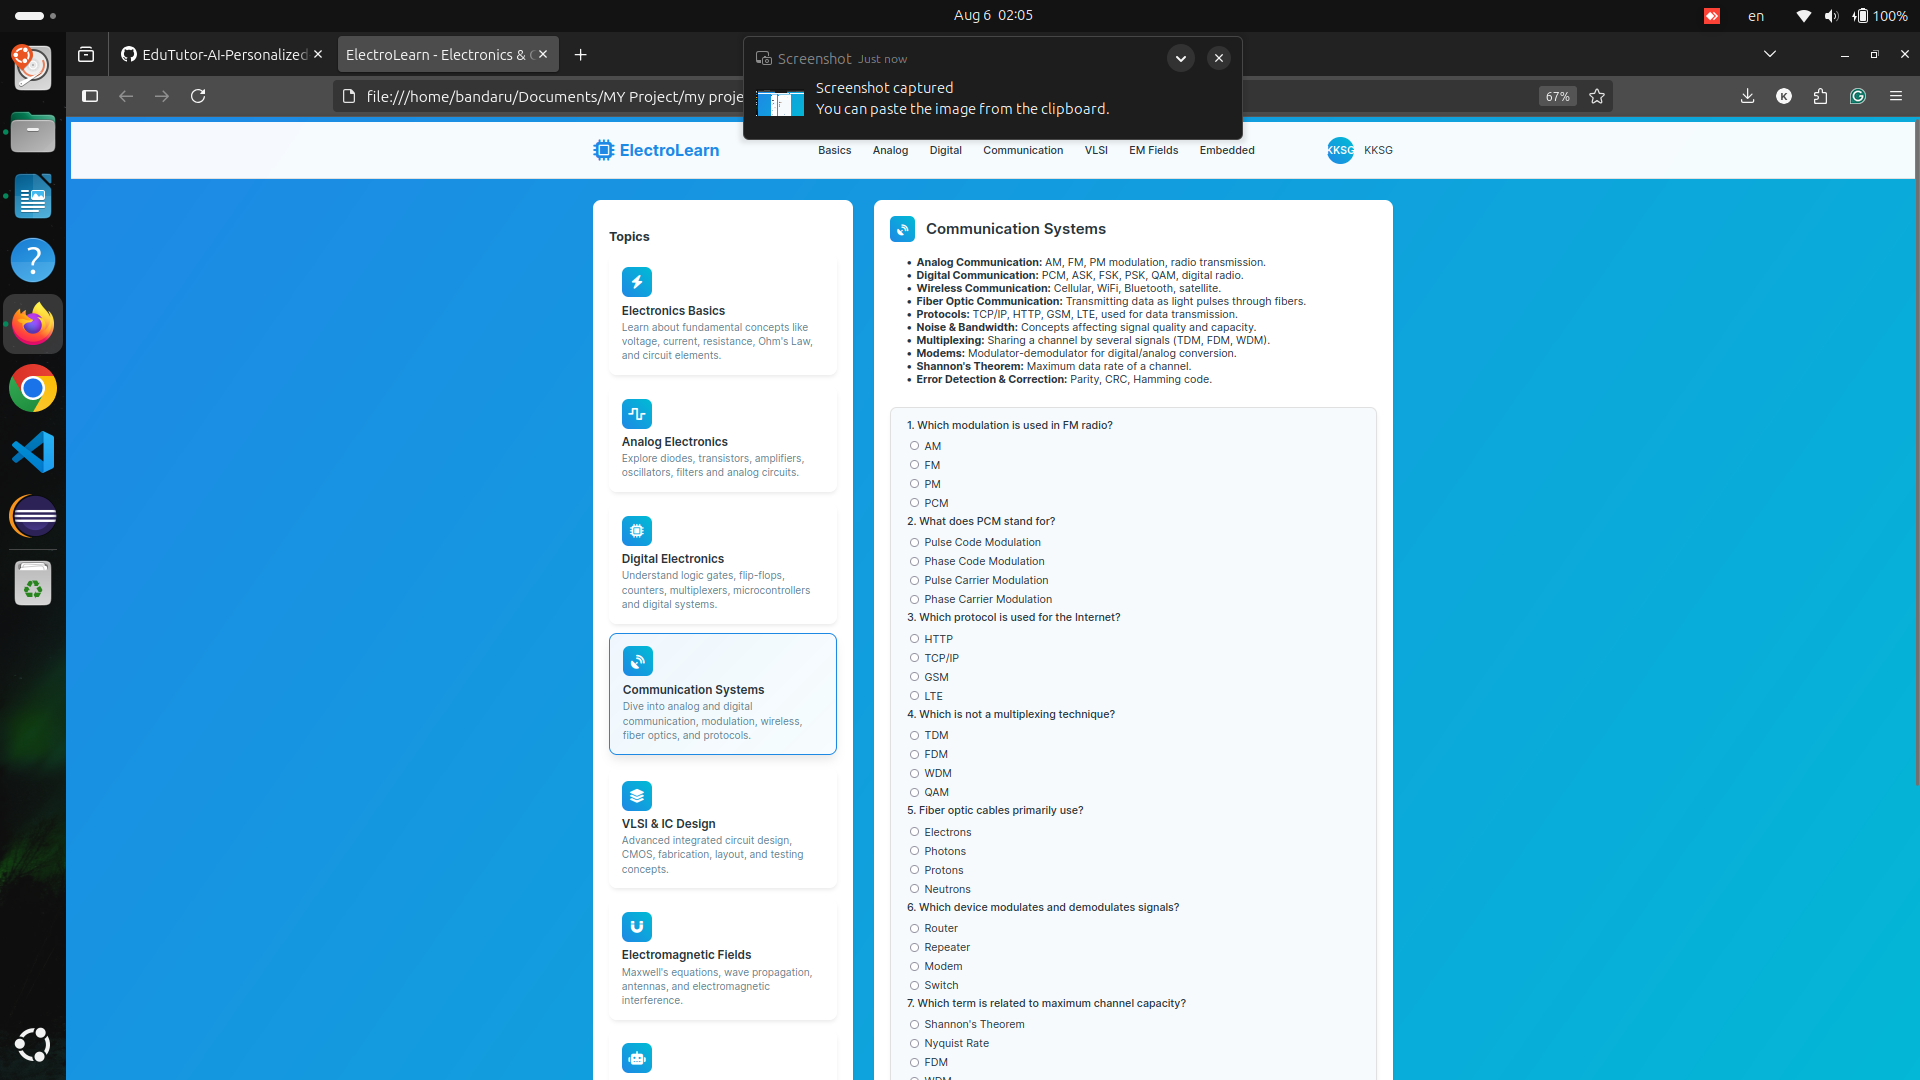 Aug 6 02:05
en
100%
EduTutor-AI-Personalized
ElectroLearn - Electronics &
Screenshot Just now
Screenshot captured
You can paste the image from the clipboard.
file:///home/bandaru/Documents/MY Project/my proje
67%
K
ElectroLearn
Basics
Analog
Digital
Communication
VLSI
EM Fields
Embedded
KKSG
KKSG
Topics
Electronics Basics
Learn about fundamental concepts like
voltage, current, resistance, Ohm's Law,
and circuit elements.
Analog Electronics
Explore diodes, transistors, amplifiers,
oscillators, filters and analog circuits.
Digital Electronics
Understand logic gates, flip-flops,
counters, multiplexers, microcontrollers
and digital systems.
Communication Systems
Dive into analog and digital
communication, modulation, wireless,
fiber optics, and protocols.
VLSI & IC Design
Advanced integrated circuit design,
CMOS, fabrication, layout, and testing
concepts.
Electromagnetic Fields
Maxwell's equations, wave propagation,
antennas, and electromagnetic
interference.
Communication Systems
• Analog Communication: AM, FM, PM modulation, radio transmission.
• Digital Communication: PCM, ASK, FSK, PSK, QAM, digital radio.
• Wireless Communication: Cellular, WiFi, Bluetooth, satellite.
• Fiber Optic Communication: Transmitting data as light pulses through fibers.
• Protocols: TCP/IP, HTTP, GSM, LTE, used for data transmission.
• Noise & Bandwidth: Concepts affecting signal quality and capacity.
• Multiplexing: Sharing a channel by several signals (TDM, FDM, WDM).
• Modems: Modulator-demodulator for digital/analog conversion.
• Shannon's Theorem: Maximum data rate of a channel.
• Error Detection & Correction: Parity, CRC, Hamming code.
1. Which modulation is used in FM radio?
AM
FM
PM
PCM
2. What does PCM stand for?
Pulse Code Modulation
Phase Code Modulation
Pulse Carrier Modulation
Phase Carrier Modulation
3. Which protocol is used for the Internet?
HTTP
TCP/IP
GSM
LTE
4. Which is not a multiplexing technique?
TDM
FDM
WDM
QAM
5. Fiber optic cables primarily use?
Electrons
Photons
Protons
Neutrons
6. Which device modulates and demodulates signals?
Router
Repeater
Modem
Switch
7. Which term is related to maximum channel capacity?
Shannon's Theorem
Nyquist Rate
FDM
WDM